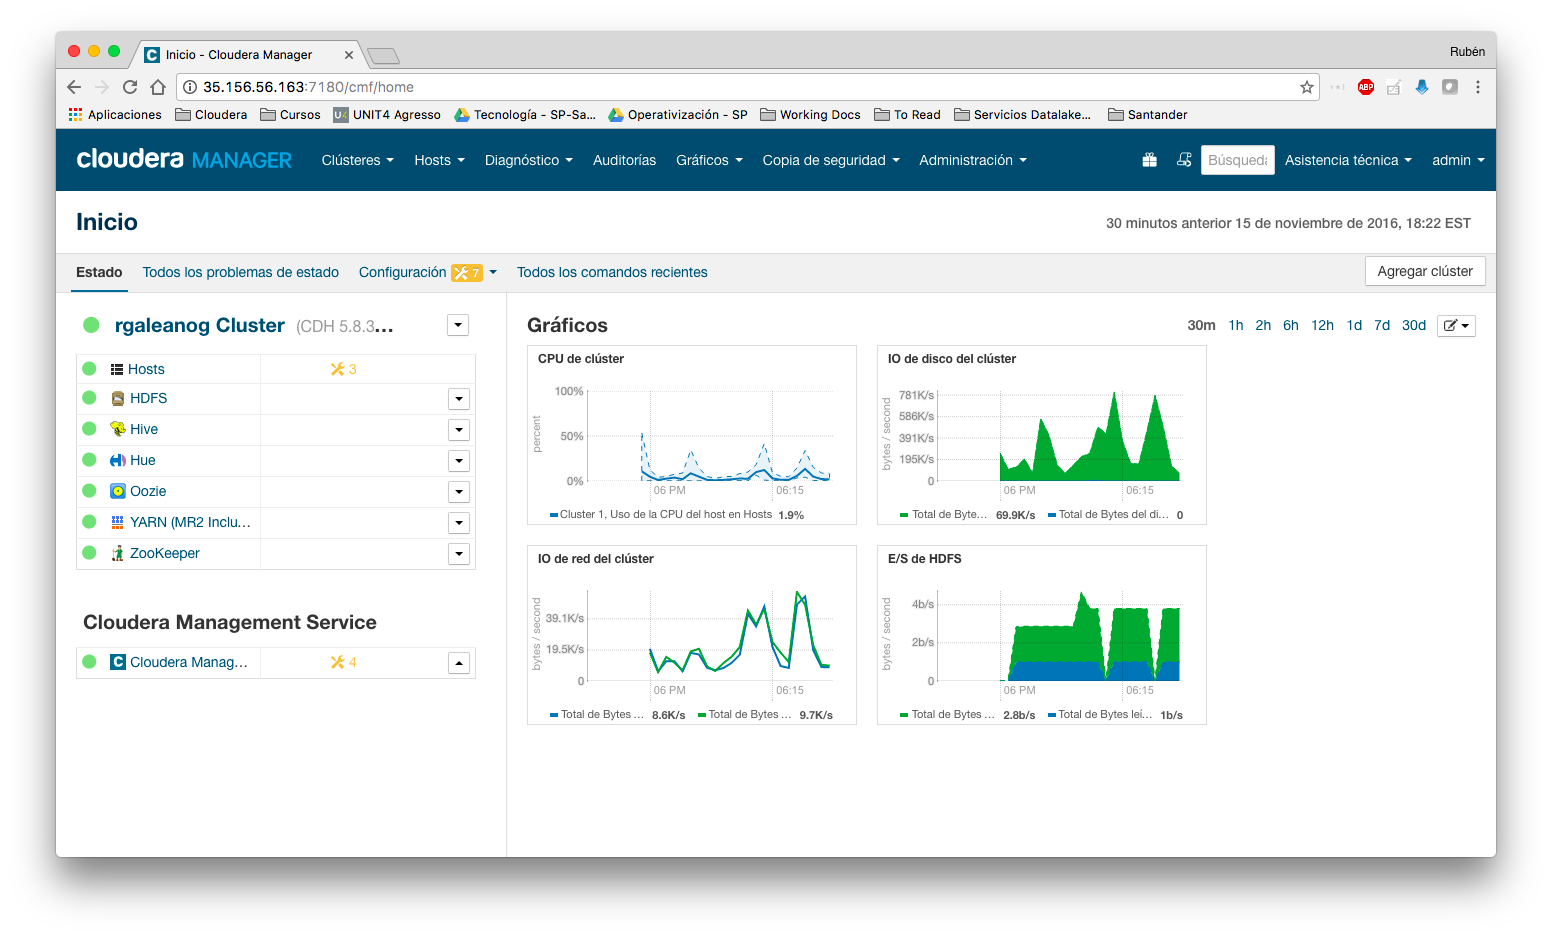 Inicio - Cloudera Manager
Rubén
35.156.56.163:7180/cmf/home
ABP
Aplicaciones Cloudera Cursos UNIT4 Agresso Tecnología - SP-Sa... Operativización - SP Working Docs To Read Servicios Datalake... Santander
cloudera MANAGER Clústeres Hosts Diagnóstico Auditorías Gráficos Copia de seguridad Administración Búsqueda Asistencia técnica admin
Inicio
30 minutos anterior 15 de noviembre de 2016, 18:22 EST
Estado Todos los problemas de estado Configuración 7 Todos los comandos recientes Agregar clúster
rgaleanog Cluster (CDH 5.8.3...
Hosts 3
HDFS
Hive
Hue
Oozie
YARN (MR2 Inclu...
ZooKeeper
Cloudera Management Service
C Cloudera Manag... 4
Gráficos
30m 1h 2h 6h 12h 1d 7d 30d
CPU de clúster
percent
100%
50%
0%
06 PM 06:15
Cluster 1, Uso de la CPU del host en Hosts 1.9%
IO de disco del clúster
bytes / second
781K/s
586K/s
391K/s
195K/s
0
06 PM 06:15
Total de Byte... 69.9K/s Total de Bytes del di... 0
IO de red del clúster
bytes / second
39.1K/s
19.5K/s
0
06 PM 06:15
Total de Bytes ... 8.6K/s Total de Bytes ... 9.7K/s
E/S de HDFS
bytes / second
4b/s
2b/s
0
06 PM 06:15
Total de Bytes ... 2.8b/s Total de Bytes leí... 1b/s